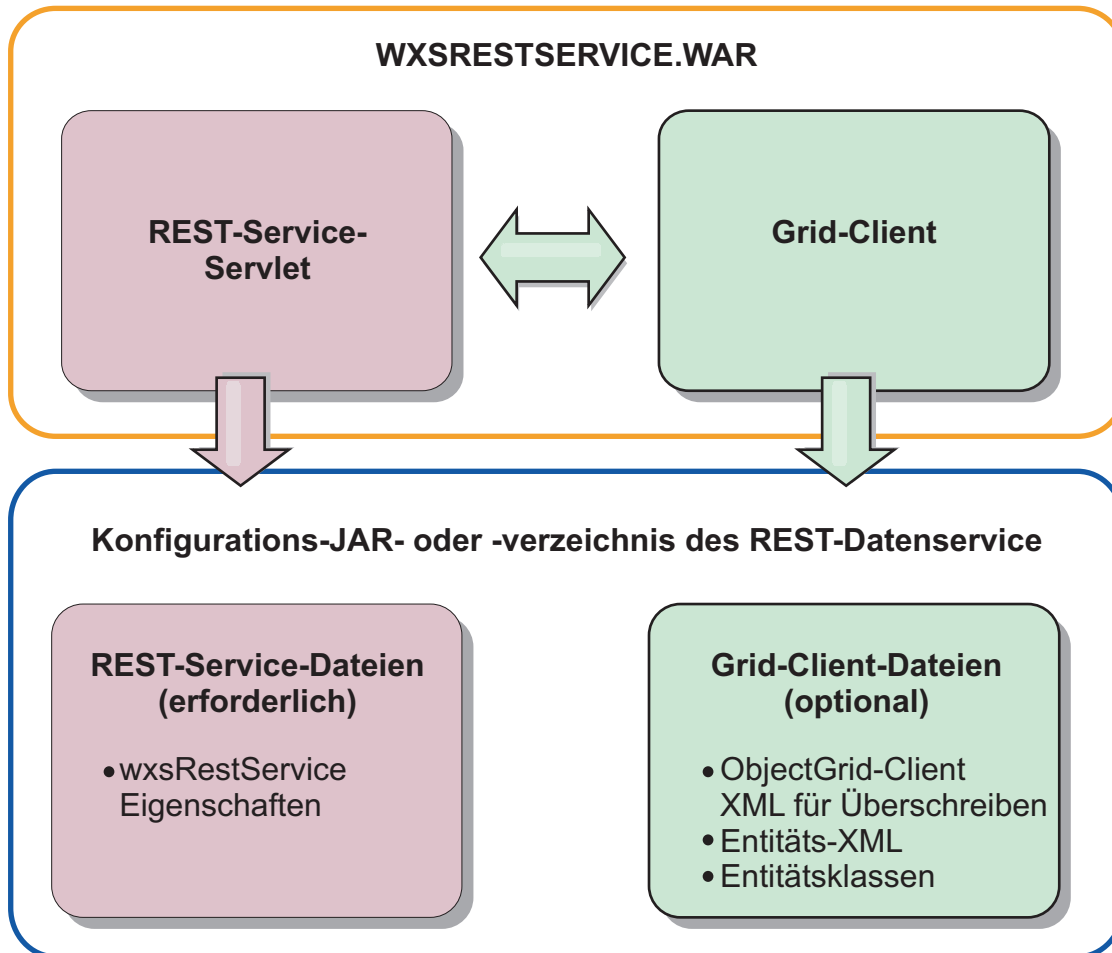 WXSRESTSERVICE.WAR
REST-Service-
Servlet
Grid-Client
Konfigurations-JAR- oder -verzeichnis des REST-Datenservice
REST-Service-Dateien
(erforderlich)
• wxsRestService
Eigenschaften
Grid-Client-Dateien
(optional)
• ObjectGrid-Client
XML für Überschreiben
• Entitäts-XML
• Entitätsklassen